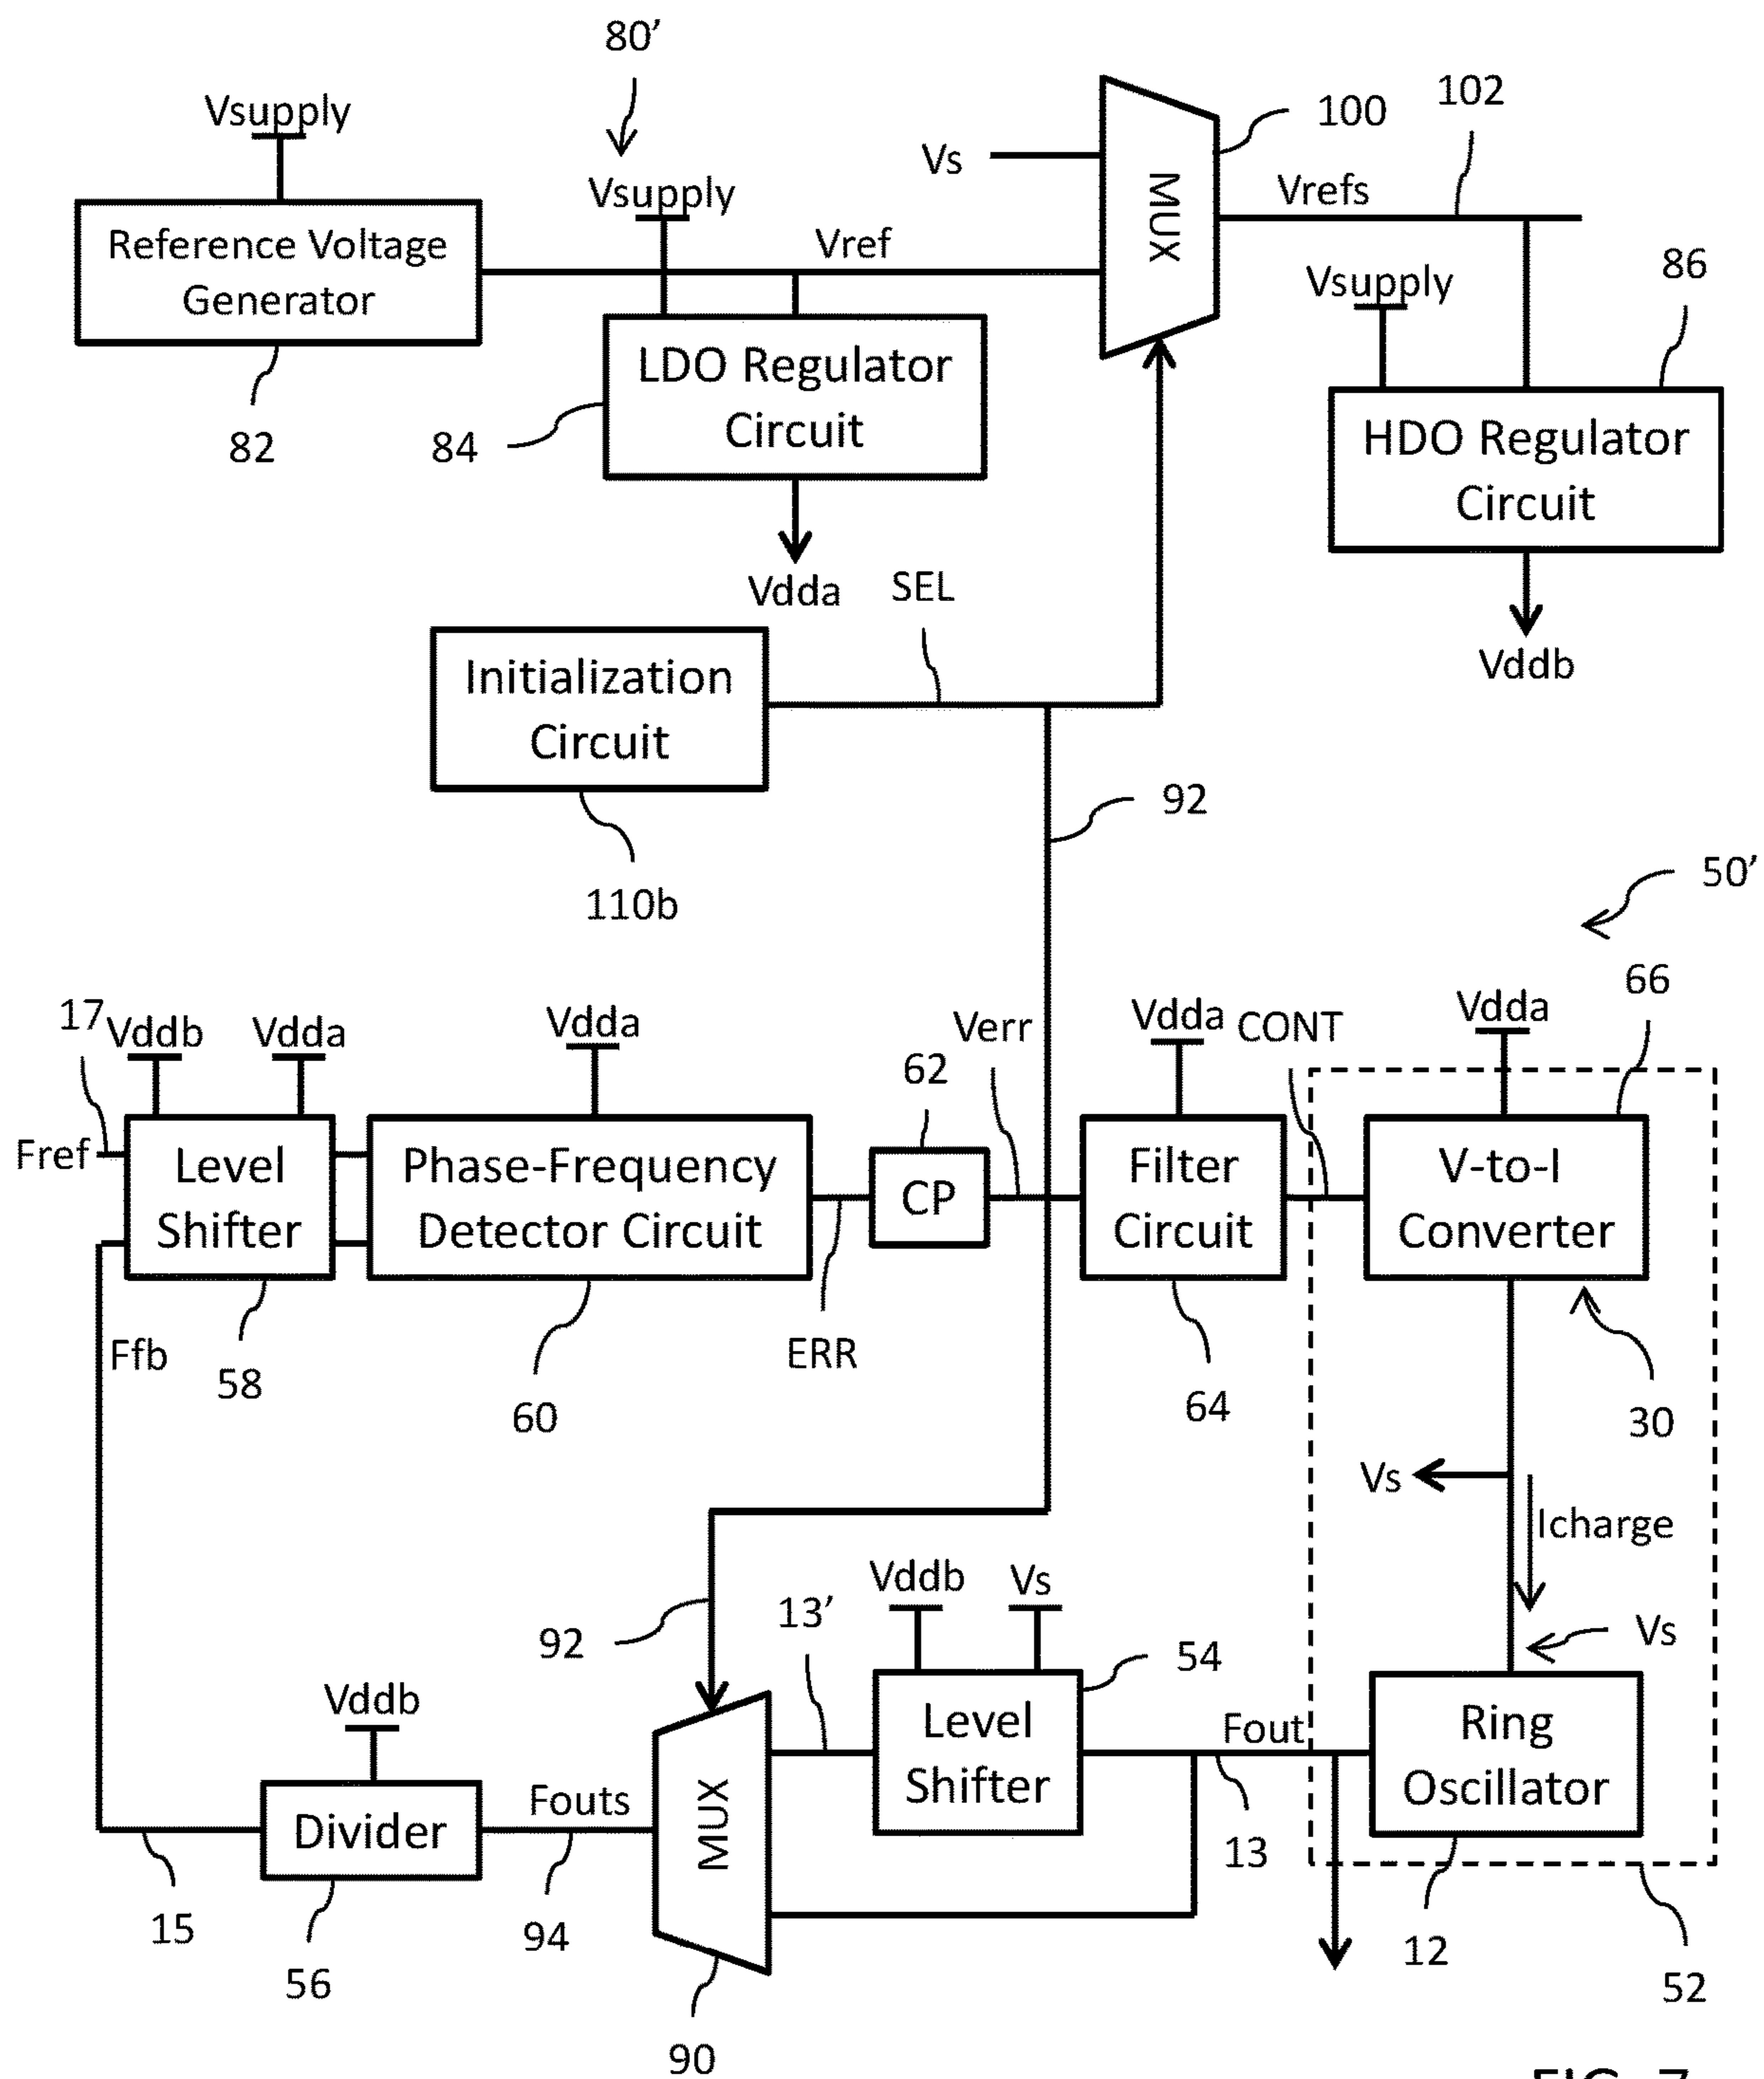 80’
Vsupply
100
102
Vs
MUX
Vrefs
Vsupply
Vref
Reference Voltage
Generator
82
LDO Regulator
Circuit
84
Vdda
Vsupply
86
HDO Regulator
Circuit
Vddb
SEL
Initialization
Circuit
110b
92
50’
66
17
Vddb
Vdda
Vdda
Verr
62
Vdda
CONT
Vdda
Fref
Level
Shifter
Phase-Frequency
Detector Circuit
CP
Filter
Circuit
V-to-I
Converter
Ffb
58
60
ERR
64
30
Vs
Icharge
Vs
92
13’
Vddb
Vs
54
Vddb
Level
Shifter
Fout
Ring
Oscillator
Divider
Fouts
MUX
13
15
56
94
90
12
52
FIG. 7